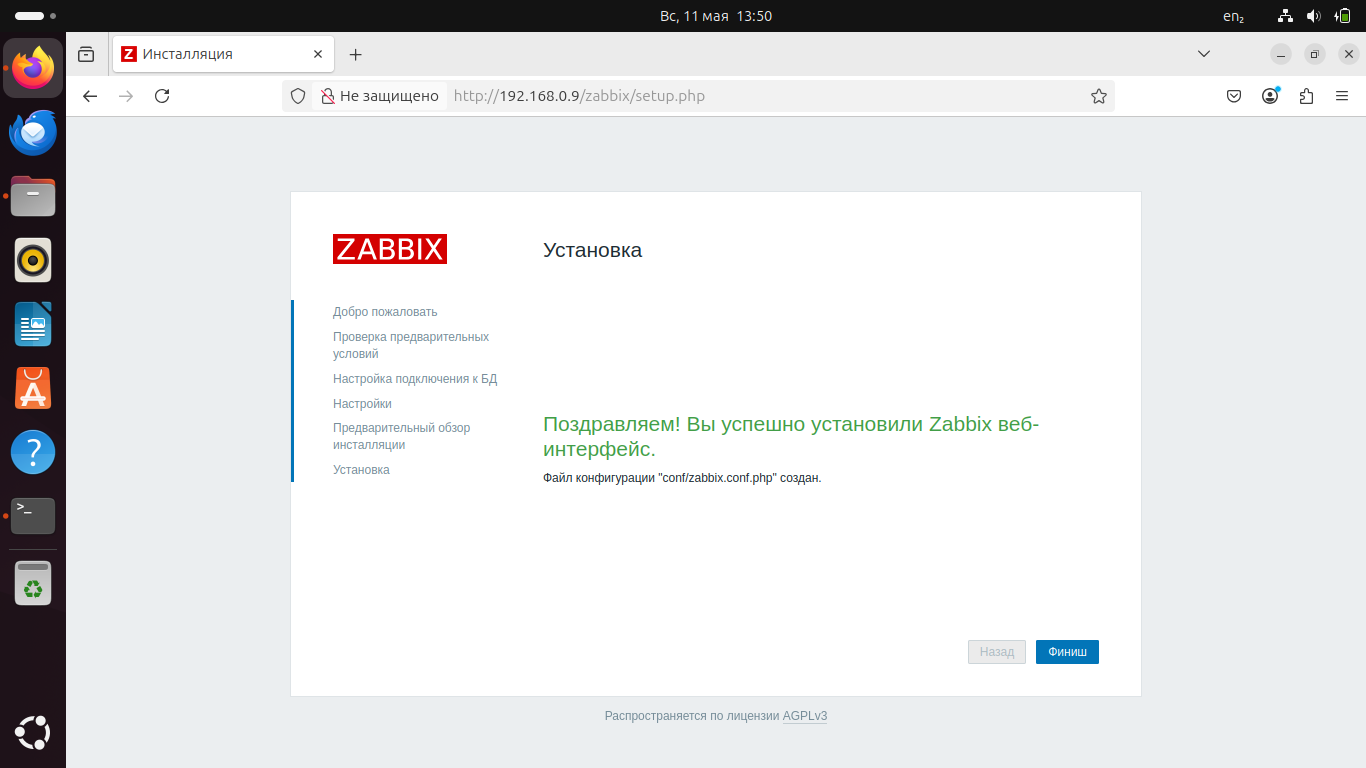 Вс, 11 мая 13:50
en₂
Z Инсталляция
Не защищено http://192.168.0.9/zabbix/setup.php
ZABBIX
Установка
Добро пожаловать
Проверка предварительных
условий
Настройка подключения к БД
Настройки
Предварительный обзор
инсталляции
Установка
Поздравляем! Вы успешно установили Zabbix веб-
интерфейс.
Файл конфигурации "conf/zabbix.conf.php" создан.
Назад Финиш
Распространяется по лицензии AGPLv3
A
?
>_